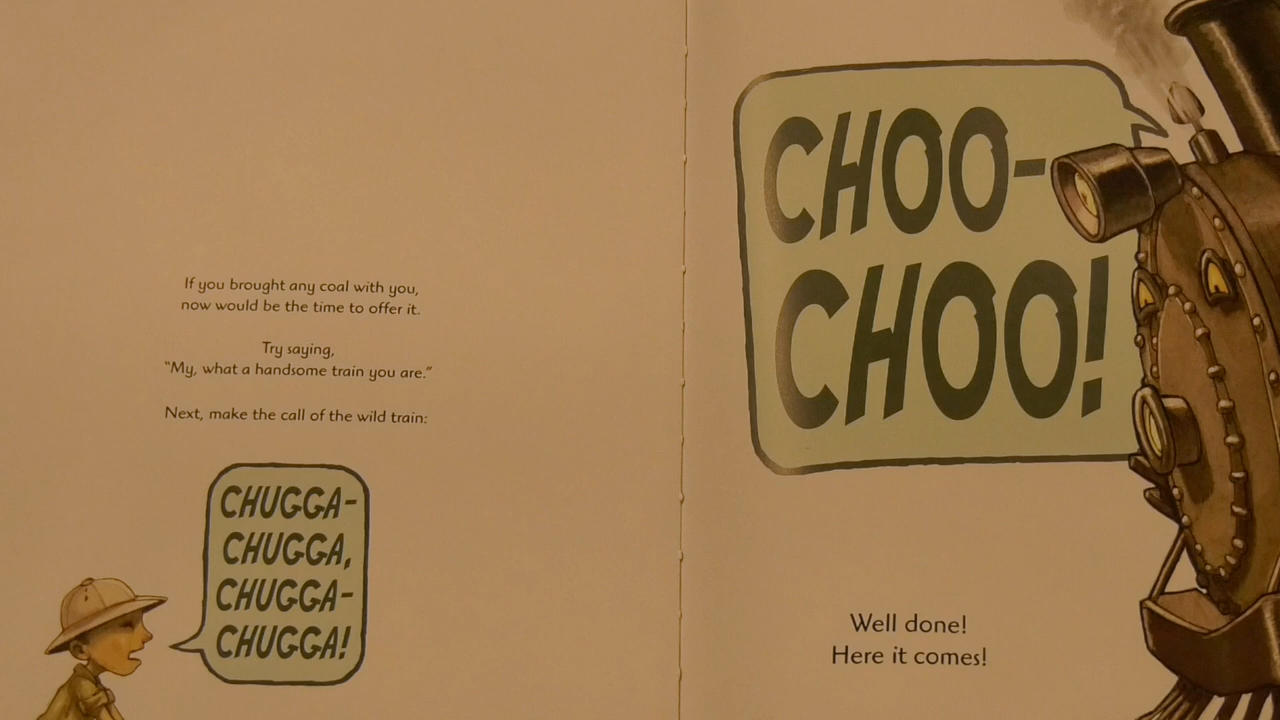 If you brought any coal with you,
now would be the time to offer it.
Try saying,
“My, what a handsome train you are.”
Next, make the call of the wild train:
CHUGGA-
CHUGGA,
CHUGGA-
CHUGGA!
CHOO-
CHOO!
Well done!
Here it comes!